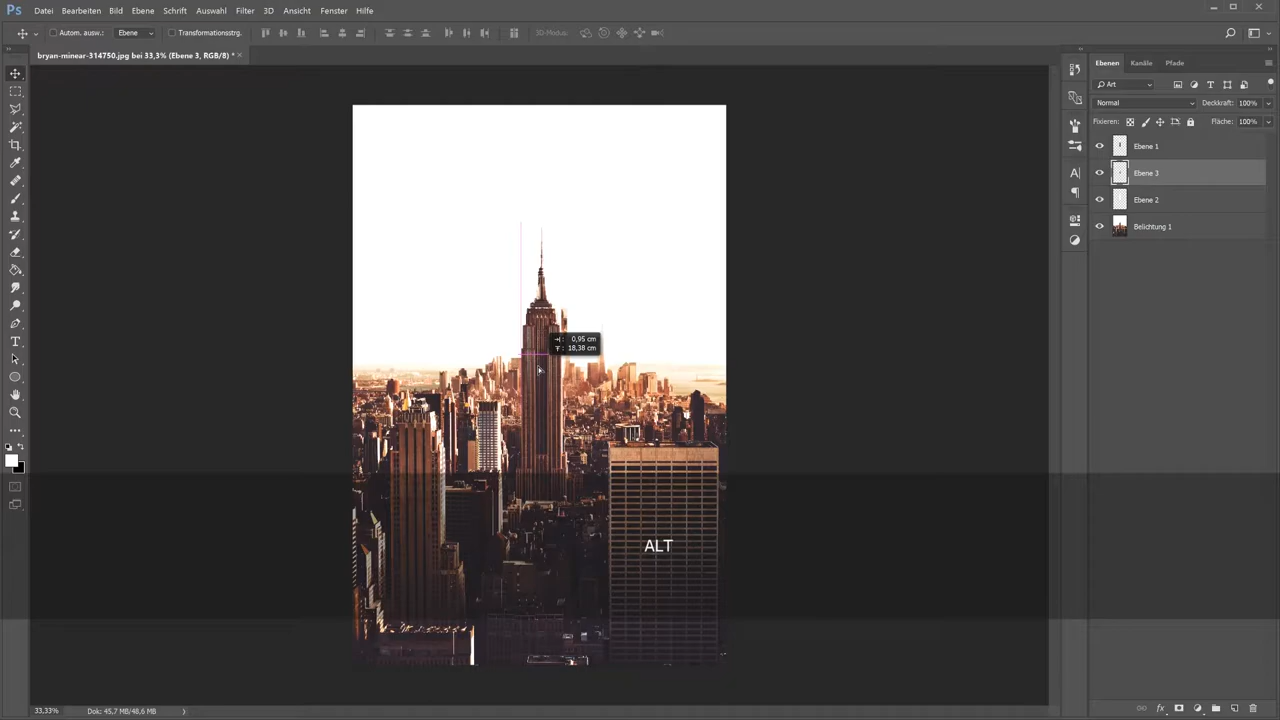 Ps Datei Bearbeiten Bild Ebene Schrift Auswahl Filter 3D Ansicht Fenster Hilfe
Autom. ausw.: Ebene Transformationsstrg. 3D-Modus:
bryan-minear-314750.jpg bei 33,3% (Ebene 3, RGB/8) *
Ebenen Kanäle Pfade
Art
Normal Deckkraft: 100%
Fixieren: Fläche: 100%
Ebene 1
Ebene 3
Ebene 2
Belichtung 1
0,95 cm
18,38 cm
ALT
33,33% Dok: 45,7 MB/48,6 MB